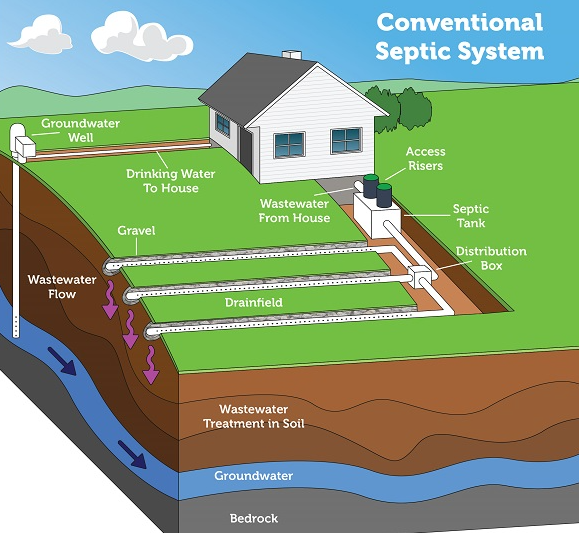 Conventional
Septic System
Groundwater
Well
Drinking Water
To House
Access
Risers
Wastewater
From House
Septic
Tank
Gravel
Distribution
Box
Wastewater
Flow
Drainfield
Wastewater
Treatment in Soil
Groundwater
Bedrock